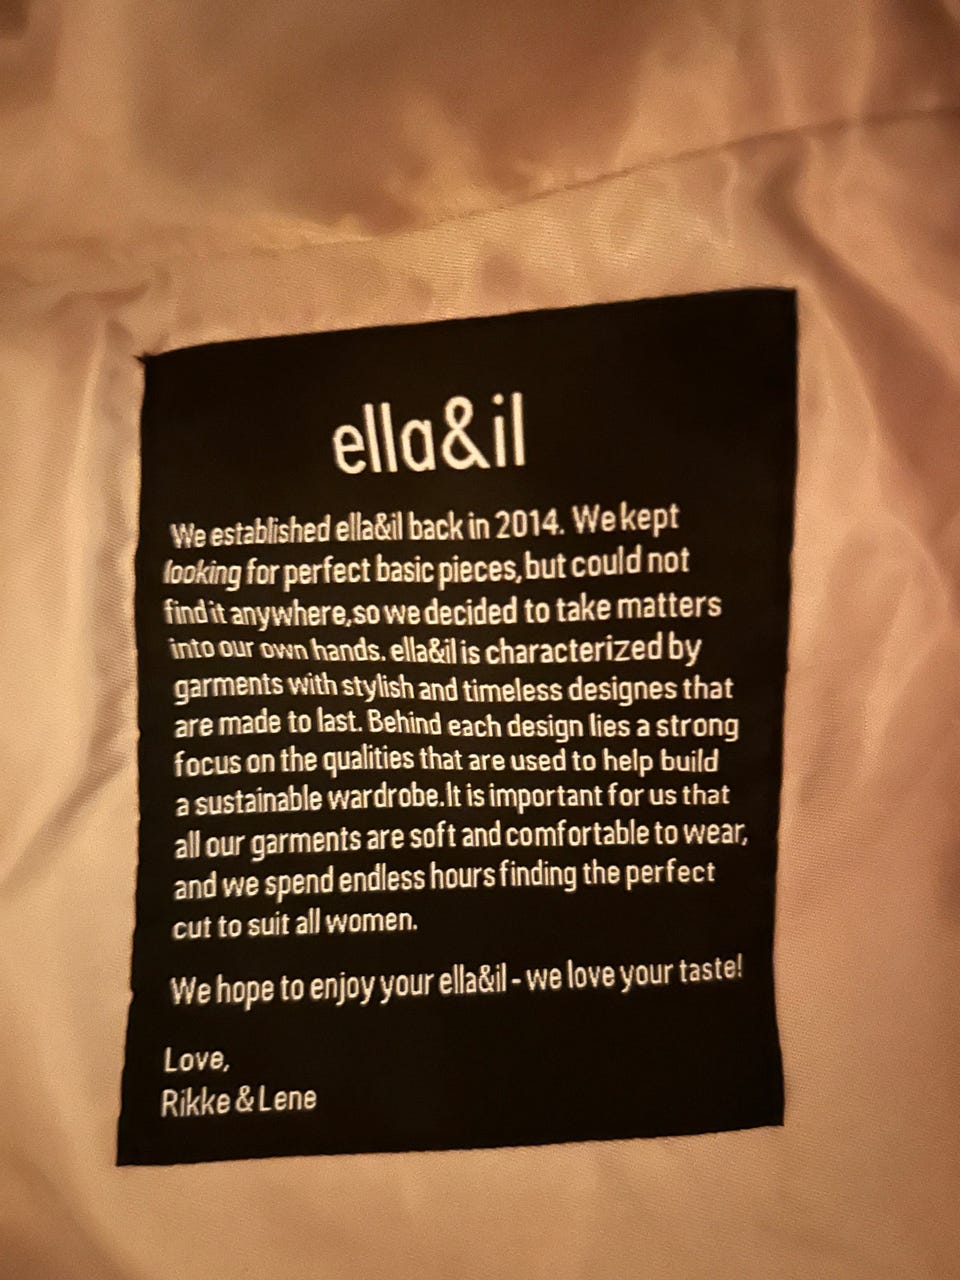 ella&il
We established ella&il back in 2014. We kept
looking for perfect basic pieces, but could not
find it anywhere, so we decided to take matters
into our own hands. ella&il is characterized by
garments with stylish and timeless designes that
are made to last. Behind each design lies a strong
focus on the qualities that are used to help build
a sustainable wardrobe. It is important for us that
all our garments are soft and comfortable to wear,
and we spend endless hours finding the perfect
cut to suit all women.
We hope to enjoy your ella&il - we love your taste!
Love,
Rikke & Lene